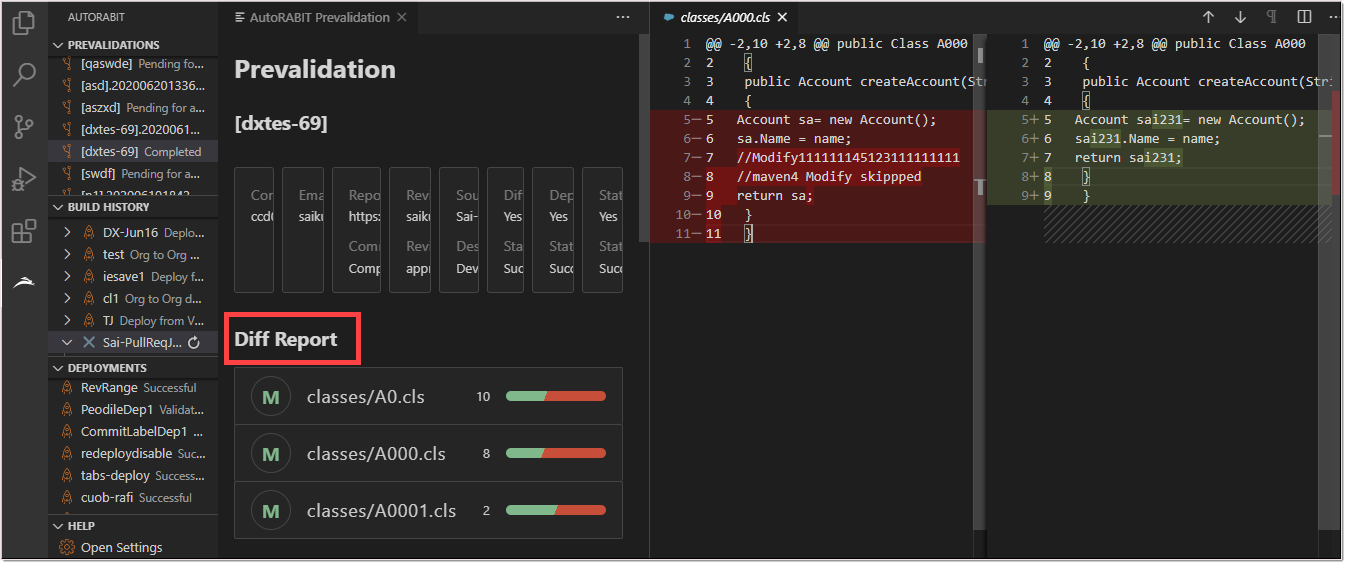 AUTORABIT
PREVALIDATIONS
[qaswde] Pending fo...
[asd].202006201336...
[aszxd] Pending for a...
[dxtes-69].2020061...
[dxtes-69] Completed
[swdf] Pending for a...
BUILD HISTORY
DX-Jun16 Deplo...
test Org to Org ...
iesave1 Deploy f...
cl1 Org to Org d...
TJ Deploy from V...
Sai-PullReqJ...
DEPLOYMENTS
RevRange Successful
PeodileDep1 Validat...
CommitLabelDep1 ...
redeploydisable Suc...
tabs-deploy Success...
cuob-rafi Successful
HELP
Open Settings
AutoRABIT Prevalidation
Prevalidation
[dxtes-69]
Ema Repo Rev Sou Diff Dep Stat
saiku https: saiku Sai- Yes Yes Yes
Com Rev Des Stat Stat Stat
Comp appr Dev Suc Succ Succ
Diff Report
M classes/A0.cls 10
M classes/A000.cls 8
M classes/A0001.cls 2
classes/A000.cls
1 @@ -2,10 +2,8 @@ public Class A000
2 2 {
3 3 public Account createAccount(Str
4 4 {
5− 5 Account sa= new Account();
6− 6 sa.Name = name;
7− 7 //Modify1111111145123111111111
8− 8 //maven4 Modify skippped
9− 9 return sa;
10− 10 }
11− 11 }
1 @@ -2,10 +2,8 @@ public Class A000
2 2 {
3 3 public Account createAccount(Stri
4 4 {
5+ 5 Account sai231= new Account();
6+ 6 sai231.Name = name;
7+ 7 return sai231;
8+ 8 }
9+ 9 }